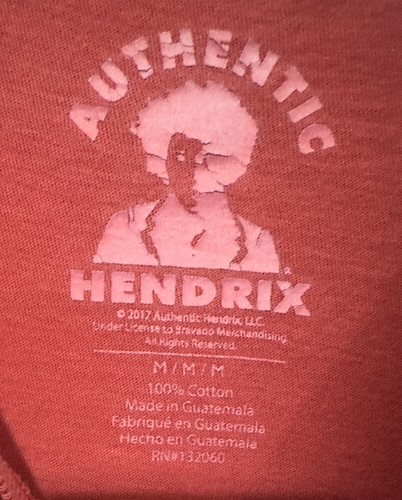 AUTHENTIC
HENDRIX
© 2017 Authentic Hendrix, LLC.
Under License to Bravado Merchandising.
All Rights Reserved.
M / M / M
100% Cotton
Made in Guatemala
Fabriqué en Guatemala
Hecho en Guatemala
RN#132060